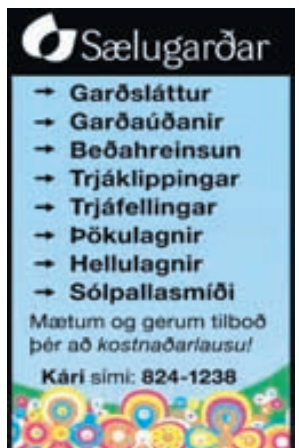 Sælugarðar
→ Garðsláttur
→ Garðaúðanir
→ Beðahreinsun
→ Trjáklippingar
→ Trjáfellingar
→ Þökulagnir
→ Hellulagnir
→ Sólpallasmíði
Mætum og gerum tilboð
þér að kostnaðarlausu!
Kári sími: 824-1238